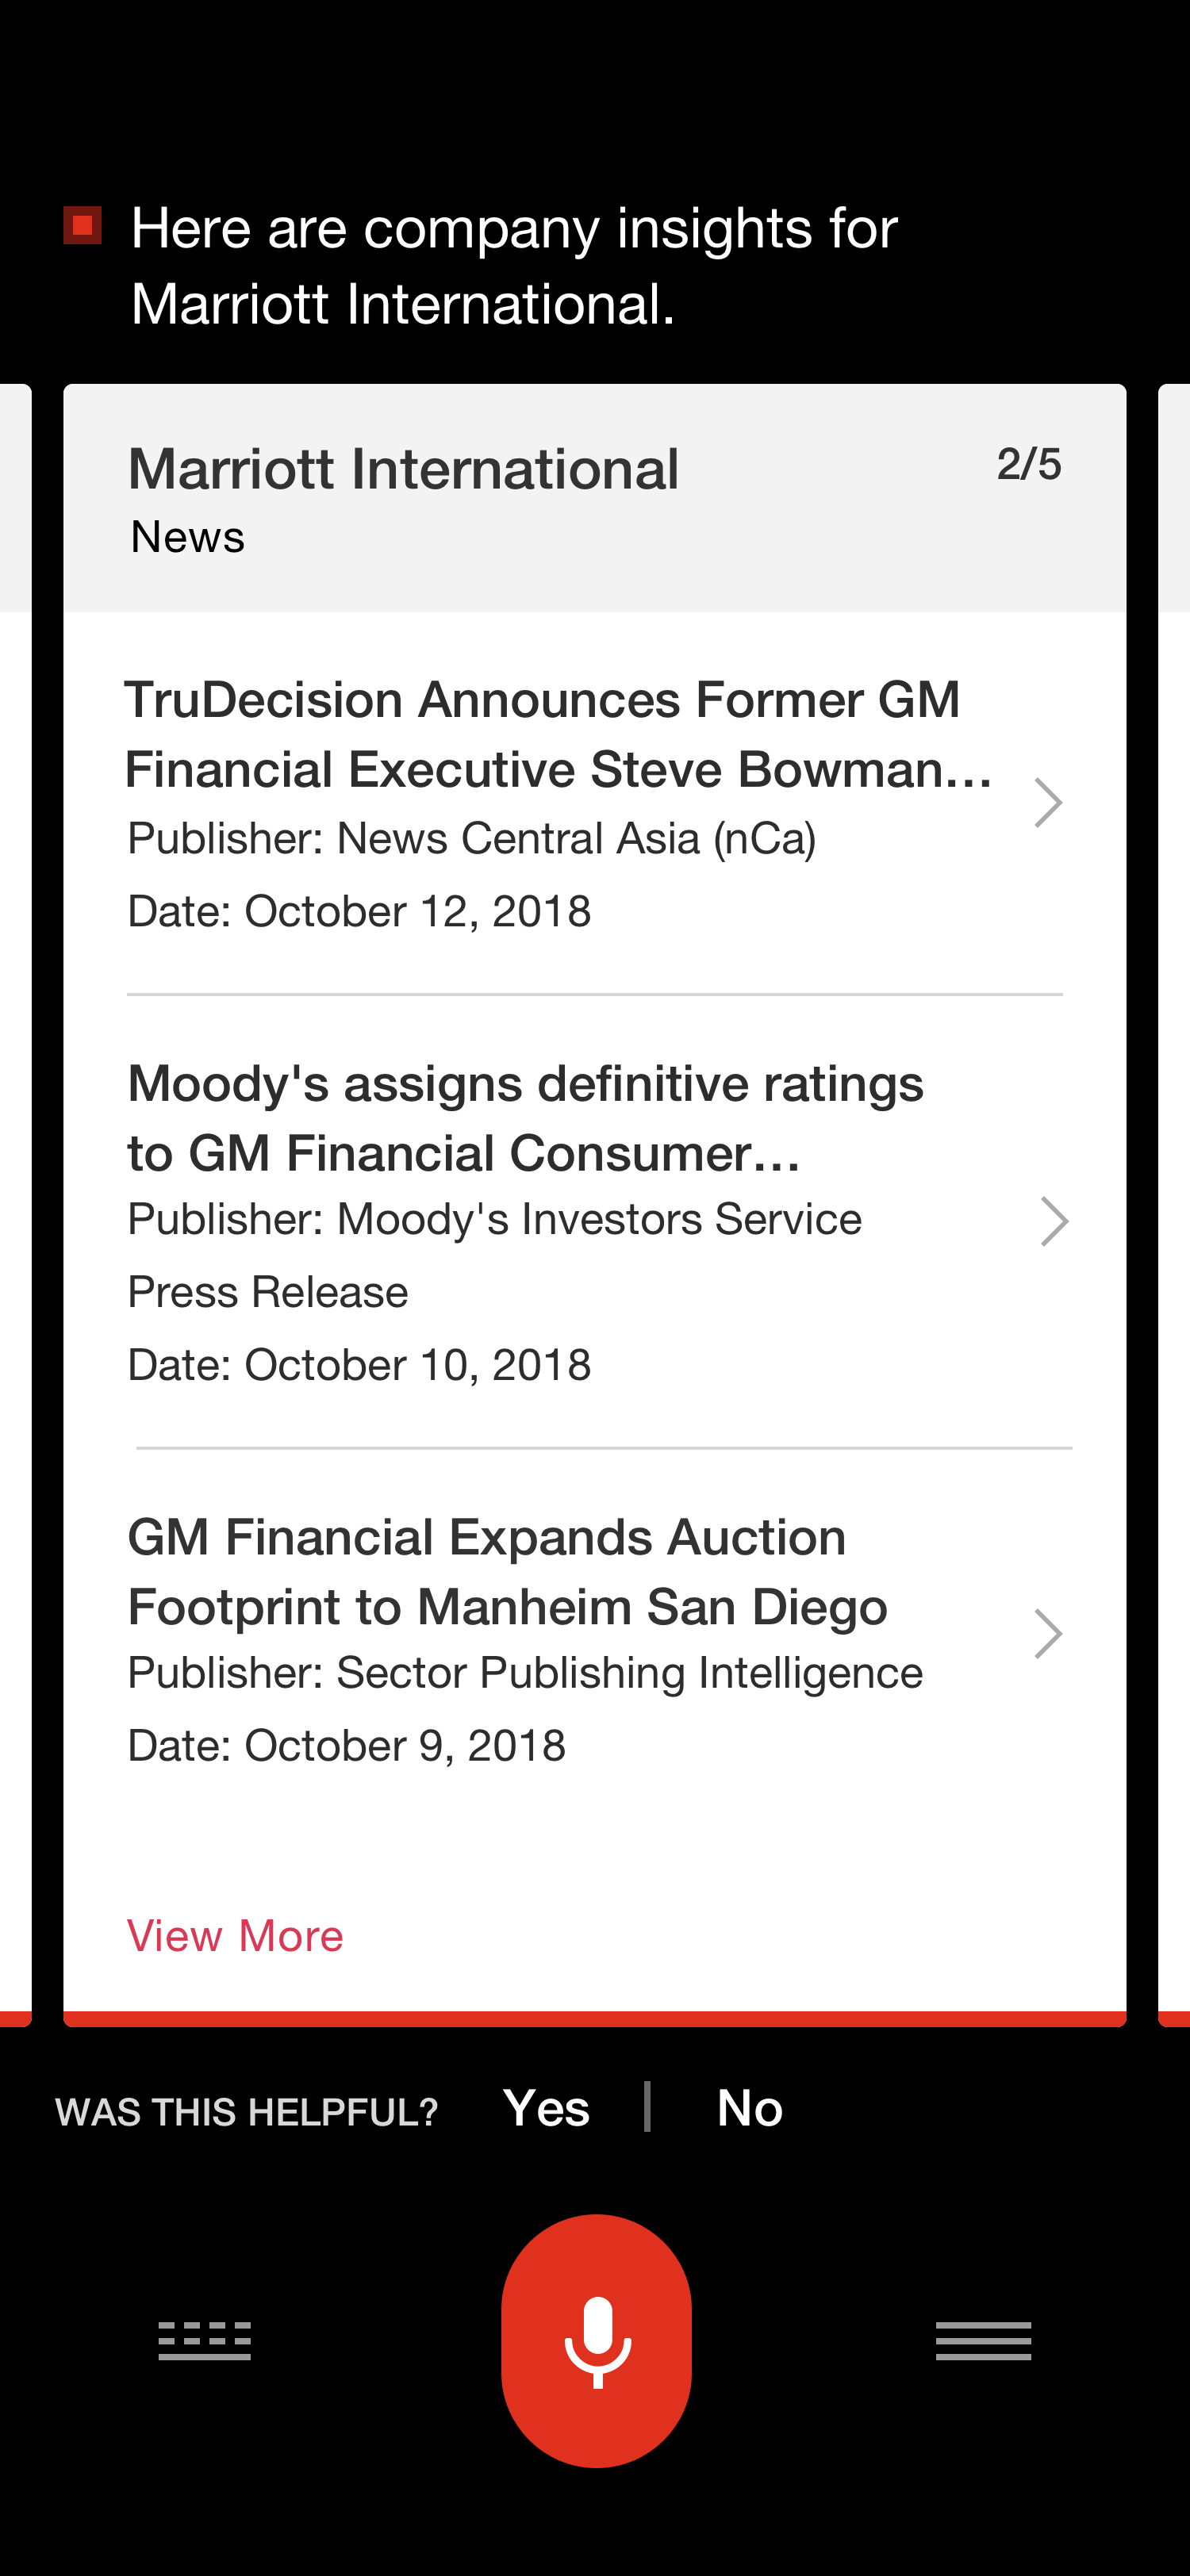 Here are company insights for
Marriott International.
Marriott International
2/5
News
TruDecision Announces Former GM
Financial Executive Steve Bowman...
Publisher: News Central Asia (nCa)
Date: October 12, 2018
Moody's assigns definitive ratings
to GM Financial Consumer...
Publisher: Moody's Investors Service
Press Release
Date: October 10, 2018
GM Financial Expands Auction
Footprint to Manheim San Diego
Publisher: Sector Publishing Intelligence
Date: October 9, 2018
View More
WAS THIS HELPFUL? Yes | No